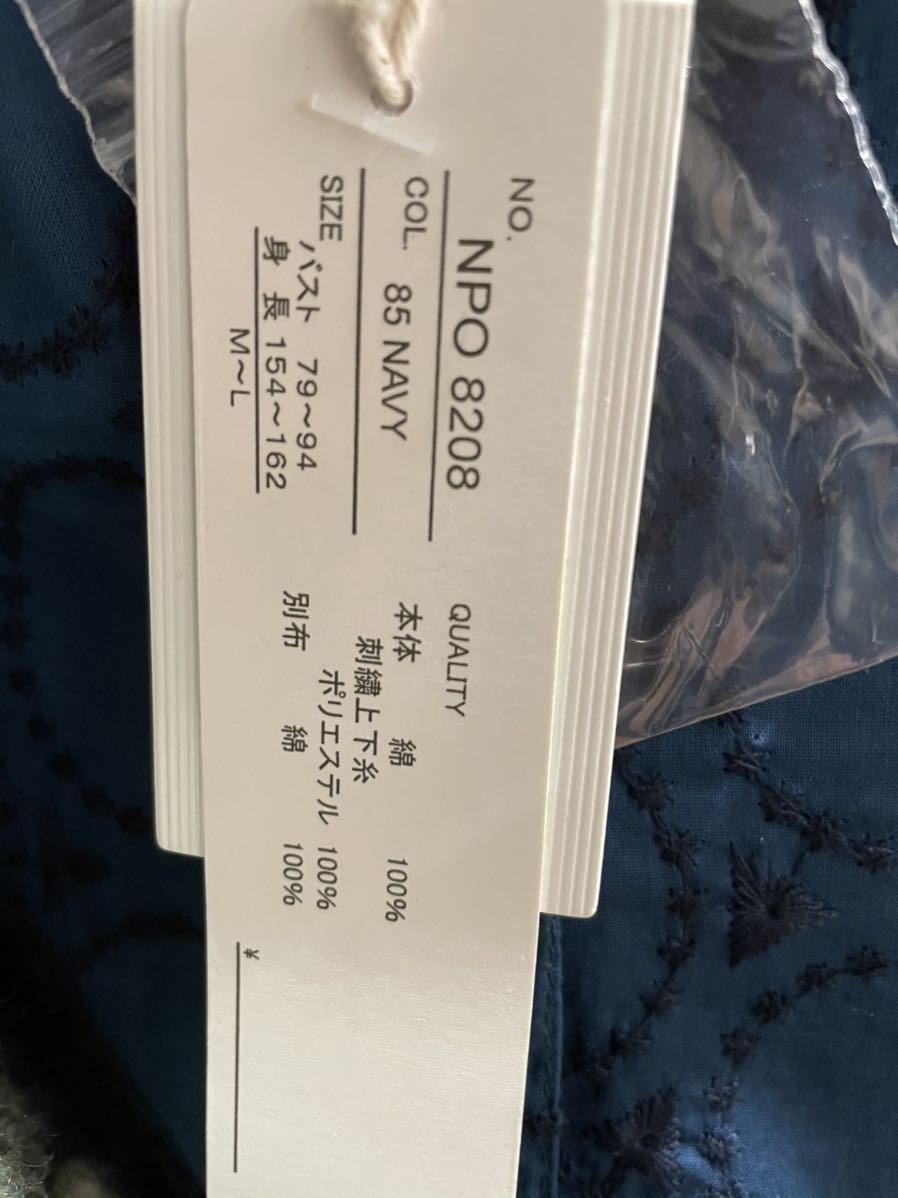 NO.
NPO 8208
COL. 85 NAVY
SIZE
バスト 79〜94
身 長 154〜162
M〜L
QUALITY
本体 綿 100%
刺繍上下糸
ポリエステル 100%
別布 綿 100%
¥